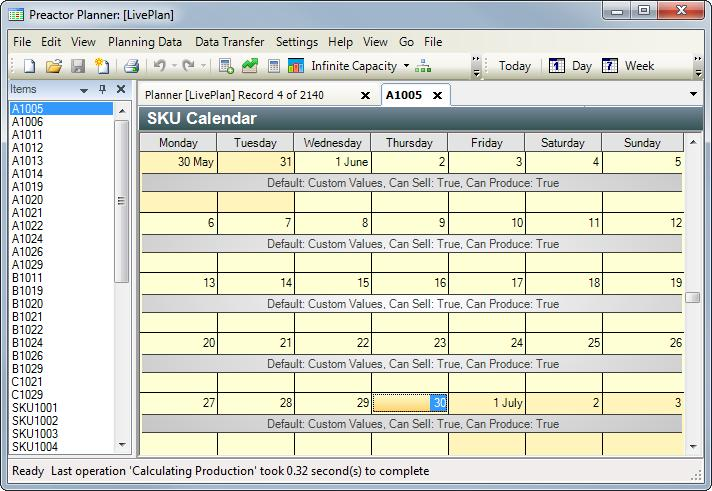 Preactor Planner: [LivePlan]
File Edit View Planning Data Data Transfer Settings Help View Go File
Infinite Capacity Today 1 Day 7 Week
Items
Planner [LivePlan] Record 4 of 2140 A1005
SKU Calendar
A1005
A1006
A1011
A1012
A1013
A1014
A1019
A1020
A1021
A1022
A1024
A1026
A1029
B1011
B1019
B1020
B1021
B1022
B1024
B1026
B1029
C1021
C1029
SKU1001
SKU1002
SKU1003
SKU1004
Monday Tuesday Wednesday Thursday Friday Saturday Sunday
30 May 31 1 June 2 3 4 5
Default: Custom Values, Can Sell: True, Can Produce: True
6 7 8 9 10 11 12
Default: Custom Values, Can Sell: True, Can Produce: True
13 14 15 16 17 18 19
Default: Custom Values, Can Sell: True, Can Produce: True
20 21 22 23 24 25 26
Default: Custom Values, Can Sell: True, Can Produce: True
27 28 29 30 1 July 2 3
Default: Custom Values, Can Sell: True, Can Produce: True
Ready Last operation 'Calculating Production' took 0.32 second(s) to complete